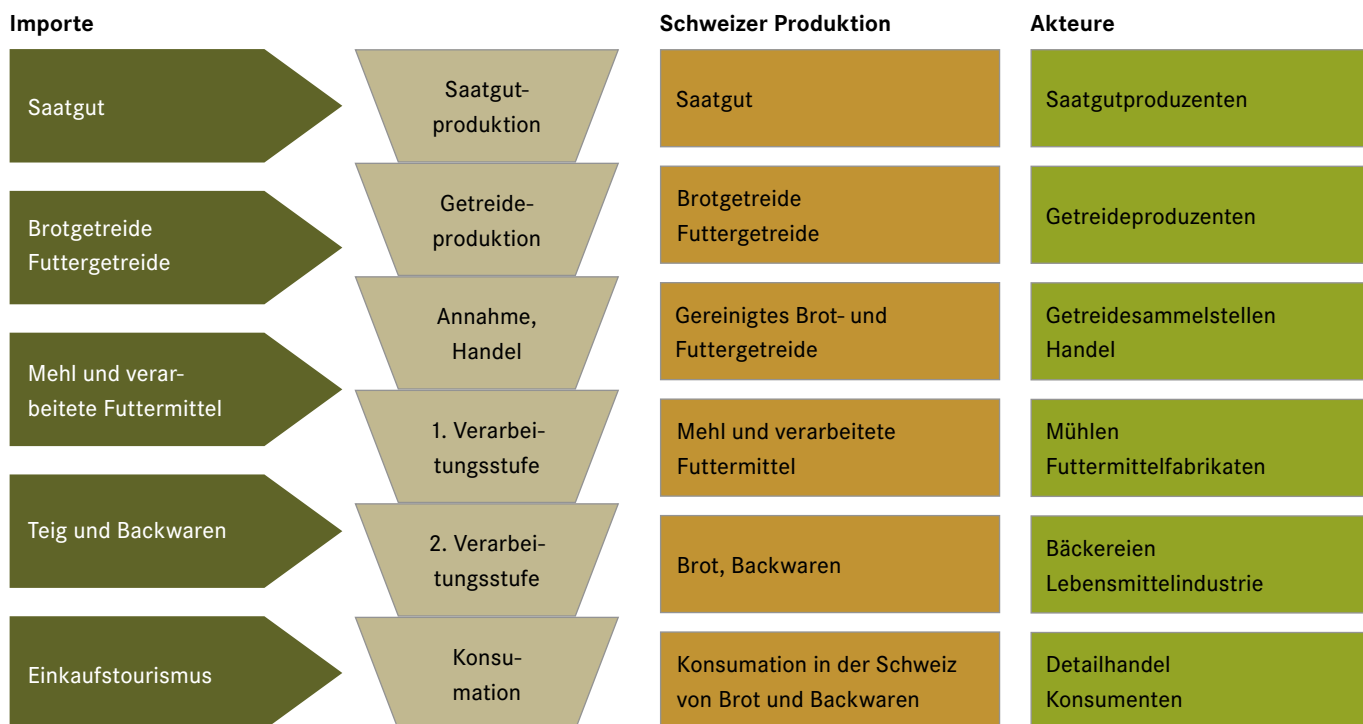 Importe
Schweizer Produktion
Akteure
Saatgut
Saatgut-
produktion
Saatgut
Saatgutproduzenten
Brotgetreide
Futtergetreide
Getreide-
produktion
Brotgetreide
Futtergetreide
Getreideproduzenten
Annahme,
Handel
Gereinigtes Brot- und
Futtergetreide
Getreidesammelstellen
Handel
Mehl und verar-
beitete Futtermittel
1. Verarbei-
tungsstufe
Mehl und verarbeitete
Futtermittel
Mühlen
Futtermittelfabrikaten
Teig und Backwaren
2. Verarbei-
tungsstufe
Brot, Backwaren
Bäckereien
Lebensmittelindustrie
Einkaufstourismus
Konsu-
mation
Konsumation in der Schweiz
von Brot und Backwaren
Detailhandel
Konsumenten